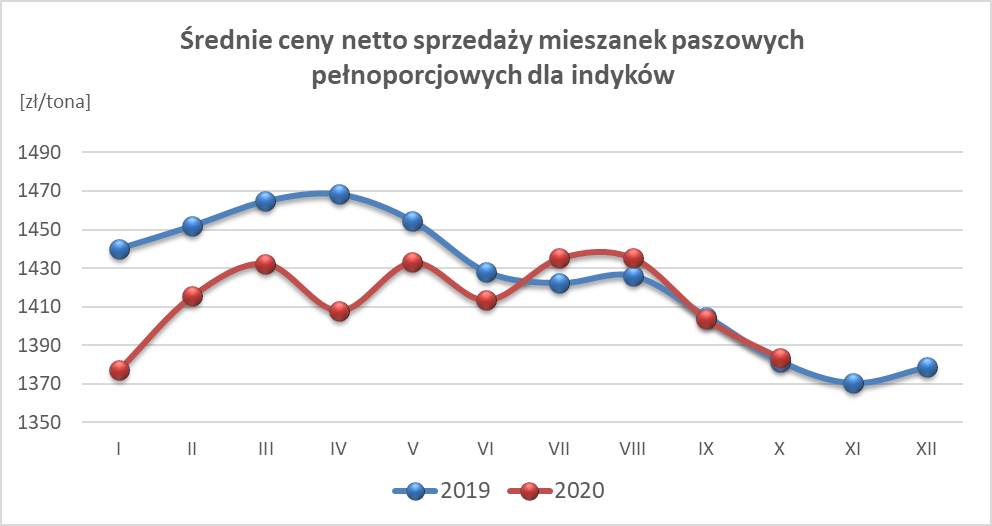 Średnie ceny netto sprzedaży mieszanek paszowych
pełnoporcjowych dla indyków
[zł/tona]
1490
1470
1450
1430
1410
1390
1370
1350
I II III IV V VI VII VIII IX X XI XII
2019 2020